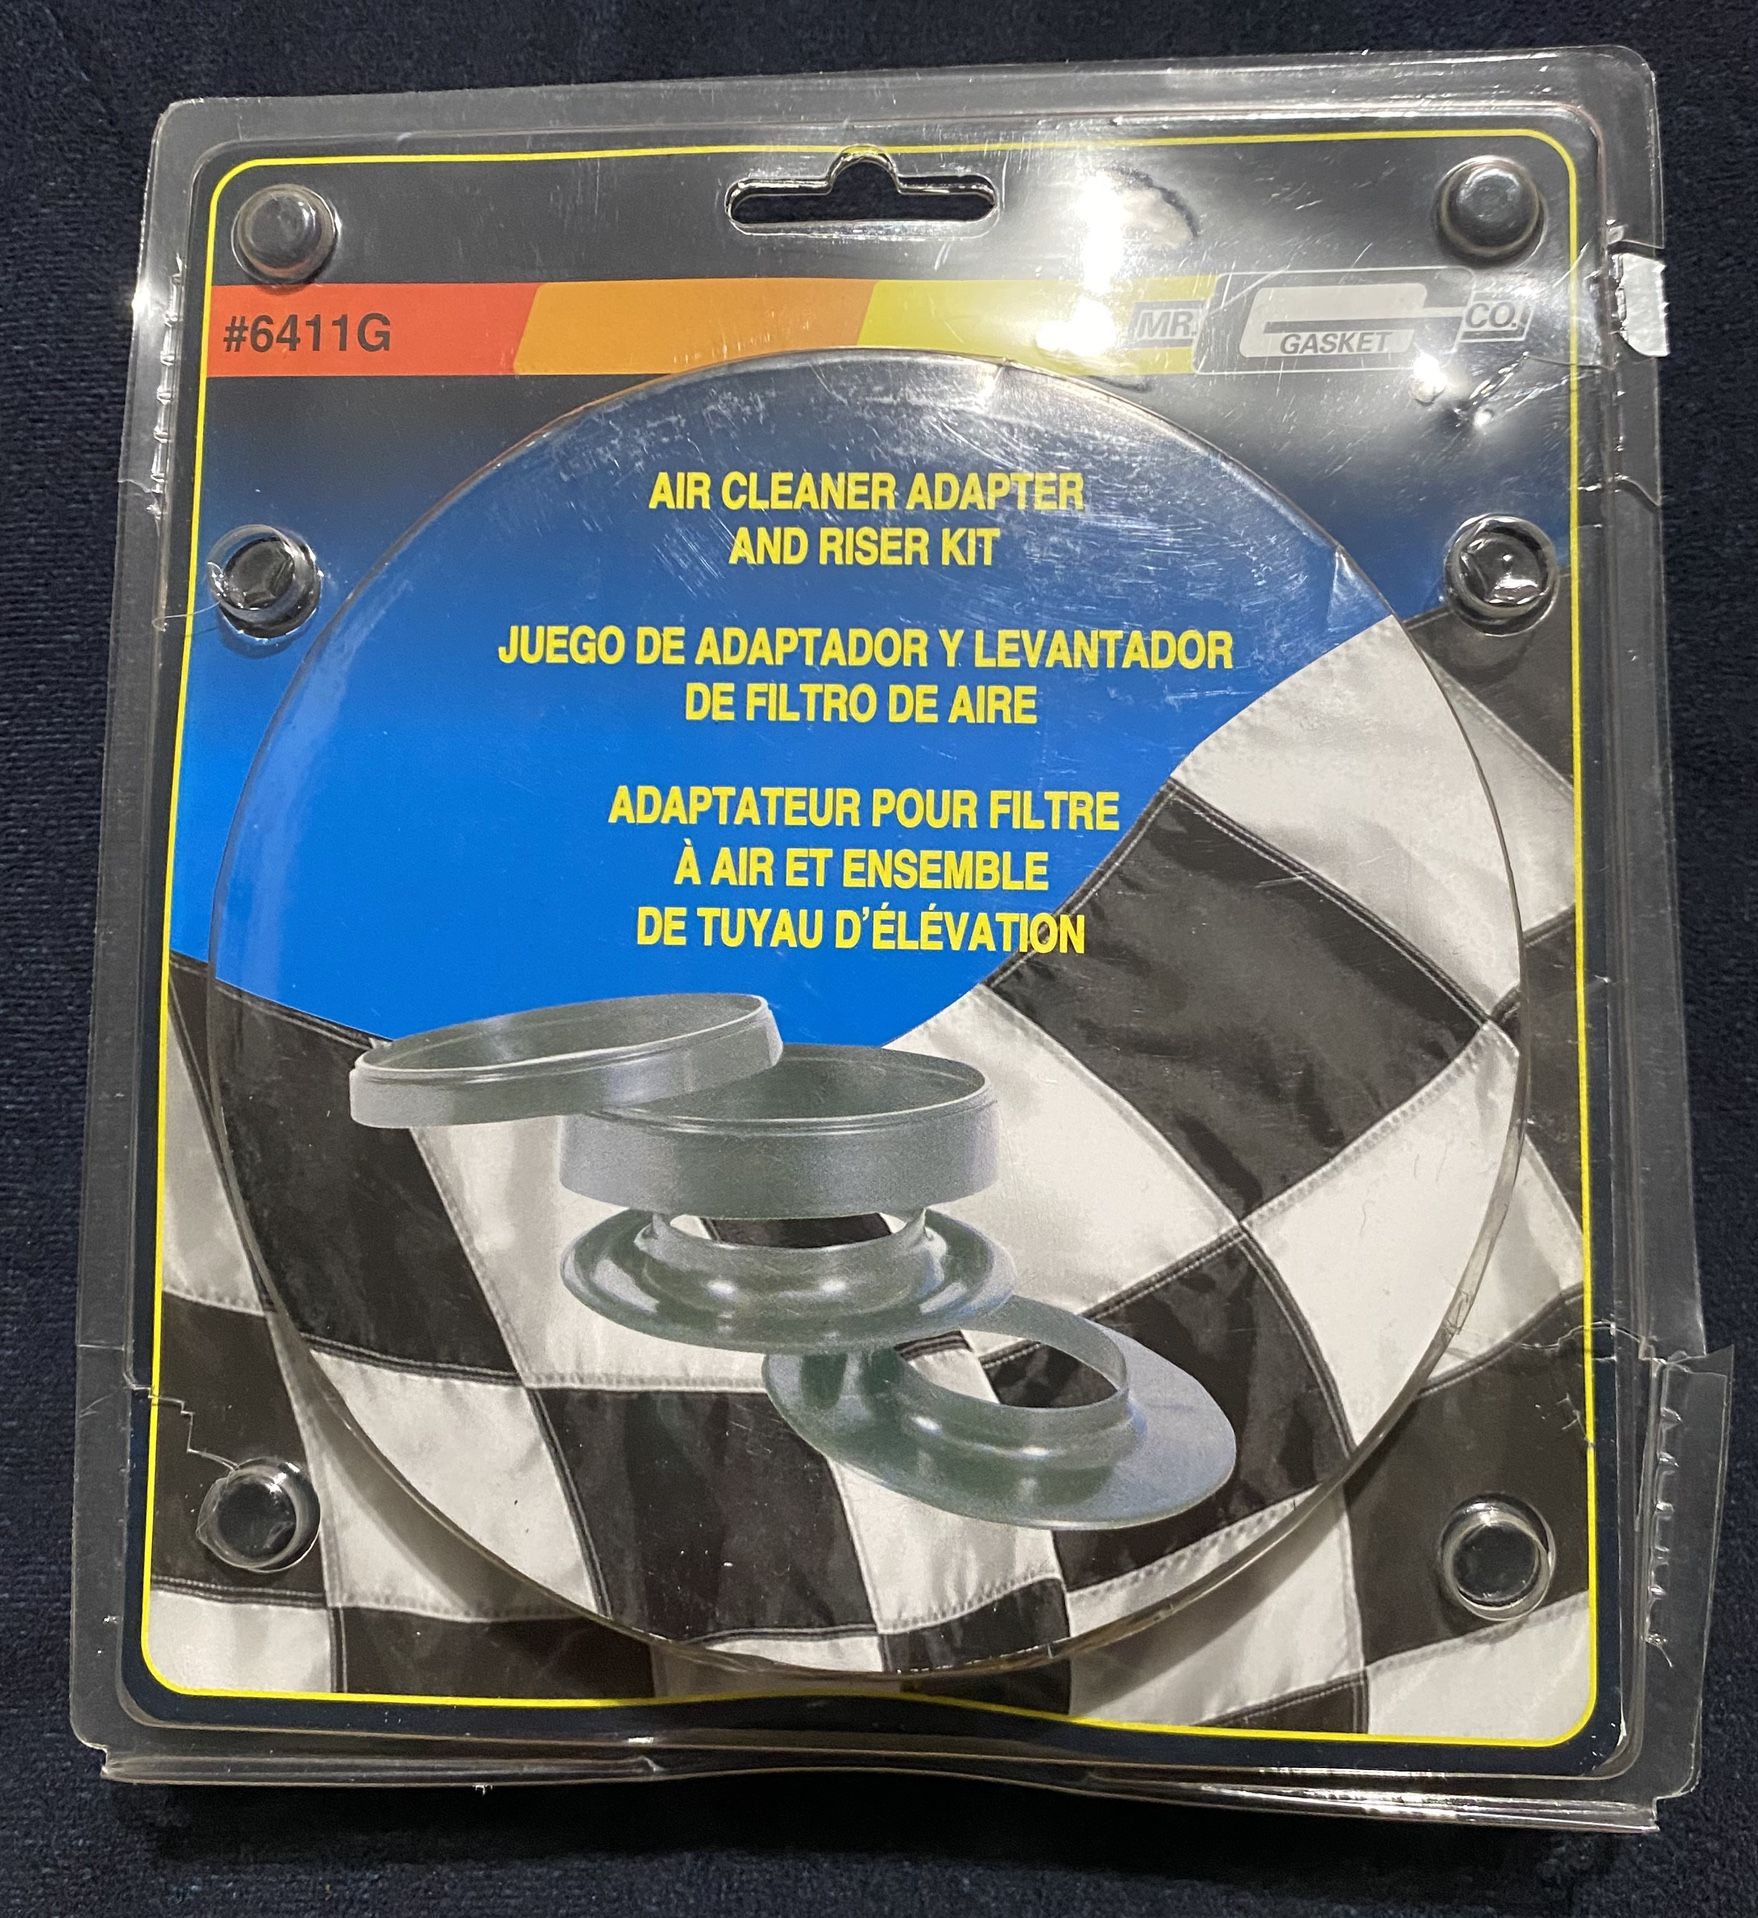 #6411G
MR. GASKET CO.
AIR CLEANER ADAPTER
AND RISER KIT
JUEGO DE ADAPTADOR Y LEVANTADOR
DE FILTRO DE AIRE
ADAPTATEUR POUR FILTRE
À AIR ET ENSEMBLE
DE TUYAU D'ÉLÉVATION